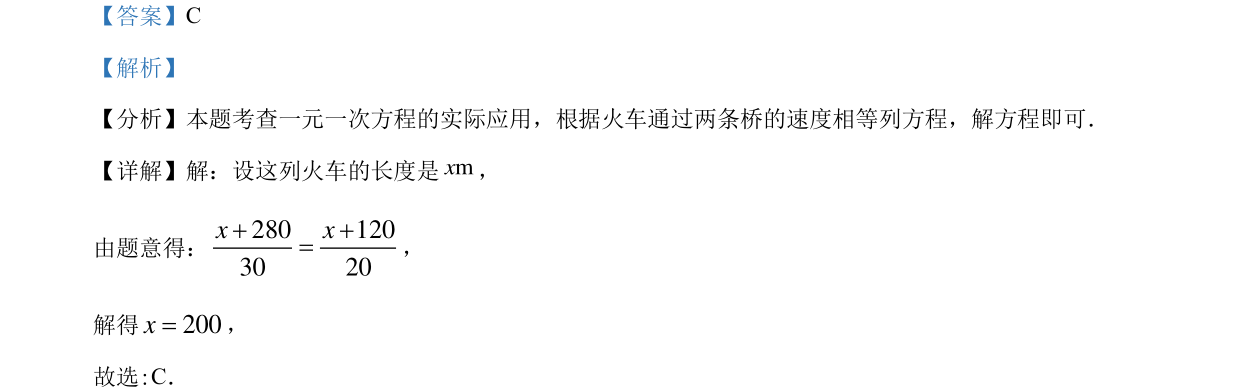 【答案】C
【解析】
【分析】本题考查一元一次方程的实际应用，根据火车通过两条桥的速度相等列方程，解方程即可．
【详解】解：设这列火车的长度是 xm，
由题意得：\frac{x+280}{30} = \frac{x+120}{20}，
解得 x = 200，
故选:C．